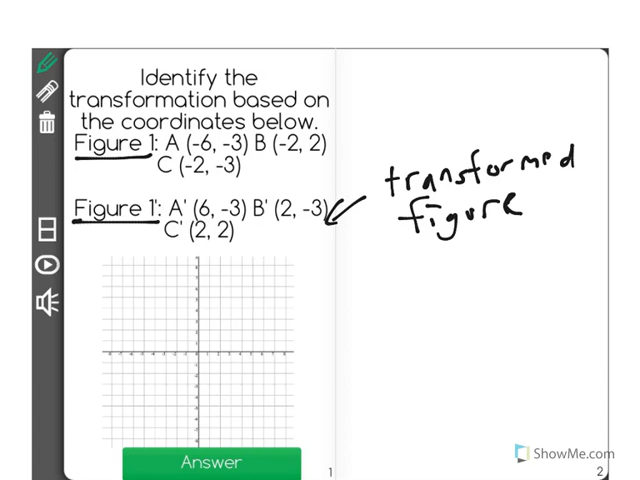 Identify the
transformation based on
the coordinates below.
Figure 1: A (-6, -3) B (-2, 2)
C (-2, -3)
Figure 1': A' (6, -3) B' (2, -3)
C' (2, 2)
transformed
figure
Answer
1
ShowMe.com
2